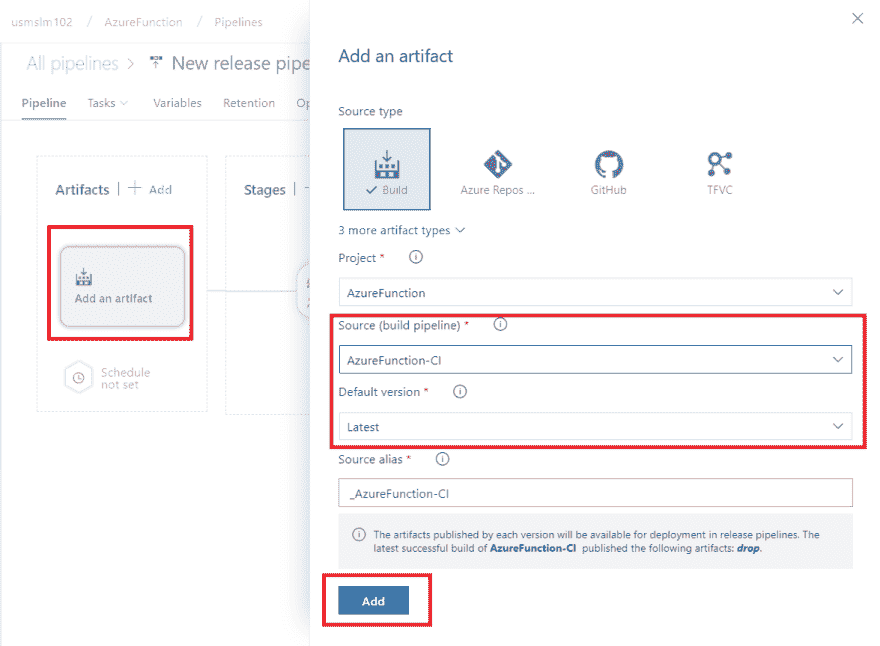 usmslm102 / AzureFunction / Pipelines
All pipelines > New release pipe
Pipeline Tasks Variables Retention Op
Artifacts | + Add
Stages |
Add an artifact
Schedule
not set
Add an artifact
Source type
Build
Azure Repos ...
GitHub
TFVC
3 more artifact types
Project *
AzureFunction
Source (build pipeline) *
AzureFunction-CI
Default version *
Latest
Source alias *
_AzureFunction-CI
The artifacts published by each version will be available for deployment in release pipelines. The
latest successful build of AzureFunction-CI published the following artifacts: drop.
Add